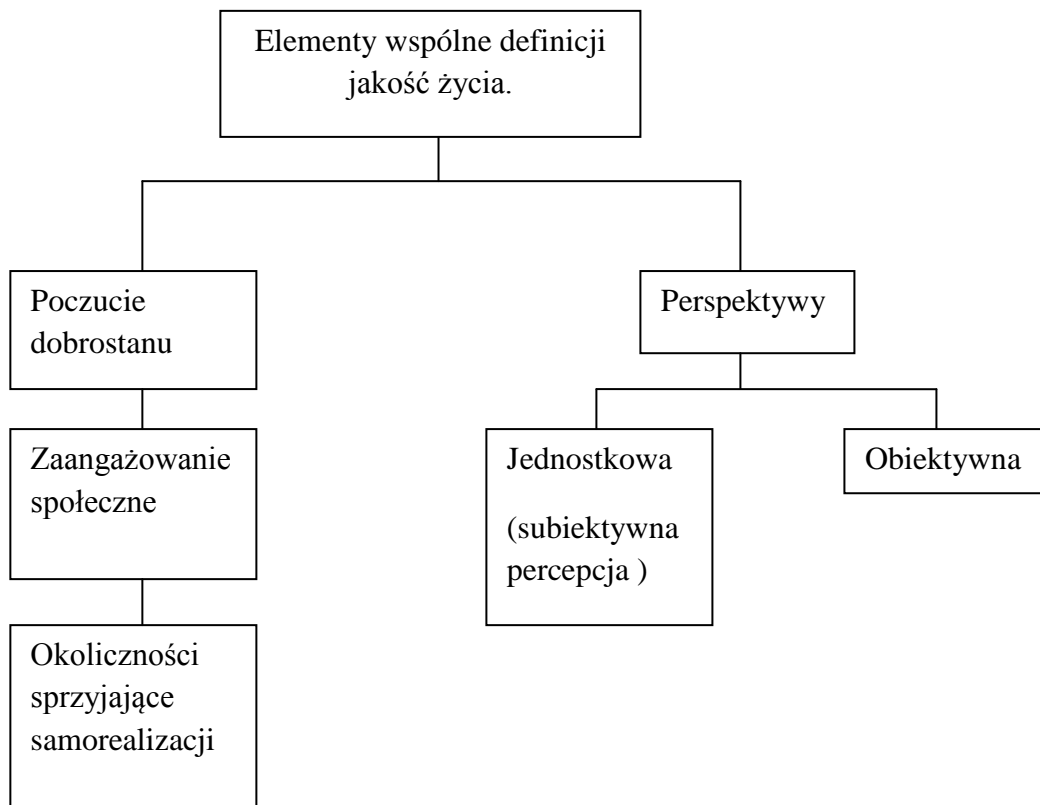 Elementy wspólne definicji
jakość życia.
Poczucie
dobrostanu
Perspektywy
Zaangażowanie
społeczne
Jednostkowa
(subiektywna
percepcja )
Obiektywna
Okoliczności
sprzyjające
samorealizacji